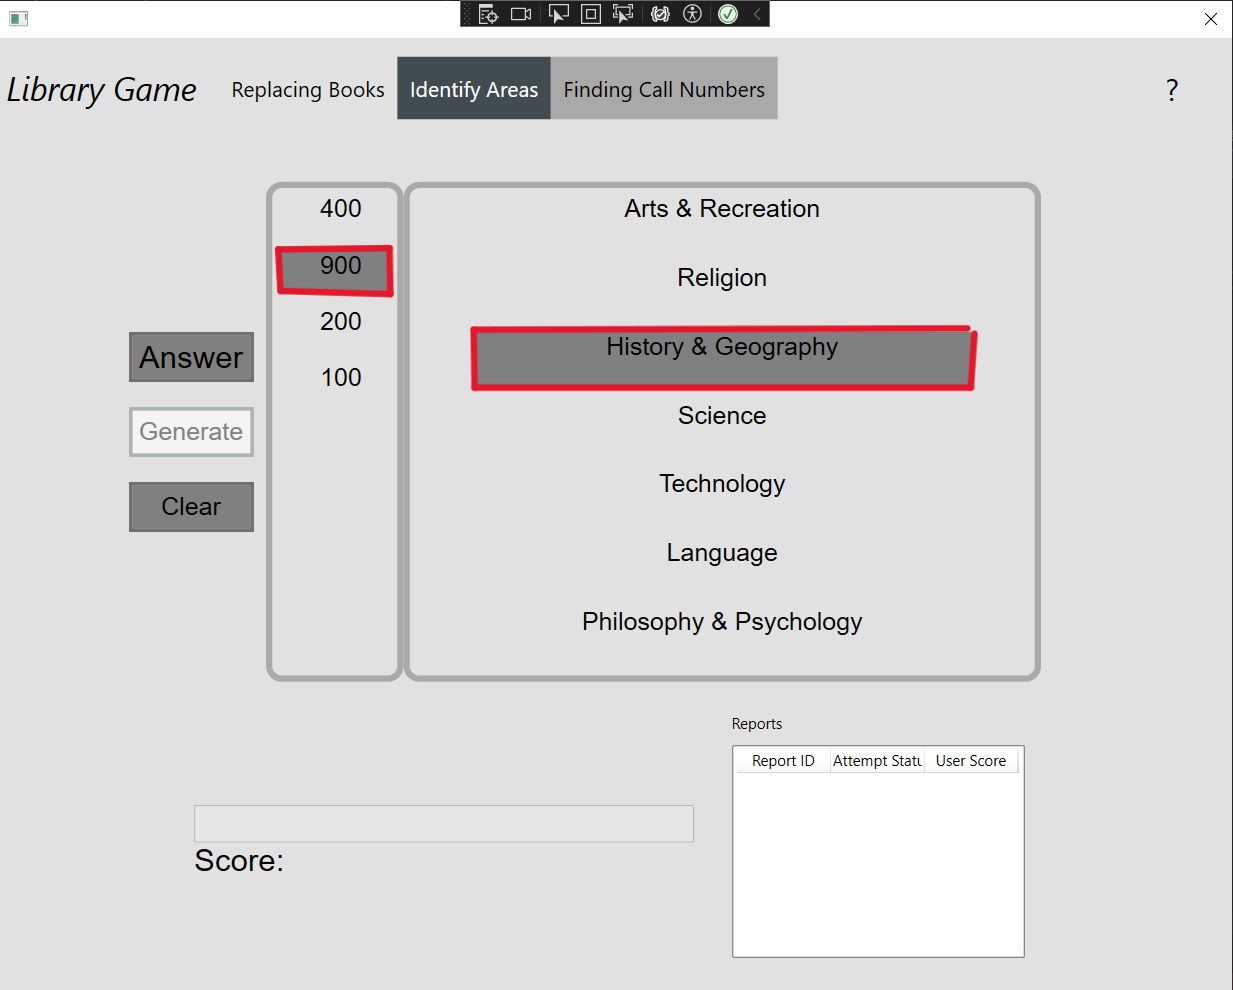 Library Game
Replacing Books
Identify Areas
Finding Call Numbers
?
400
900
200
100
Arts & Recreation
Religion
History & Geography
Science
Technology
Language
Philosophy & Psychology
Answer
Generate
Clear
Reports
Report ID
Attempt Statu
User Score
Score: